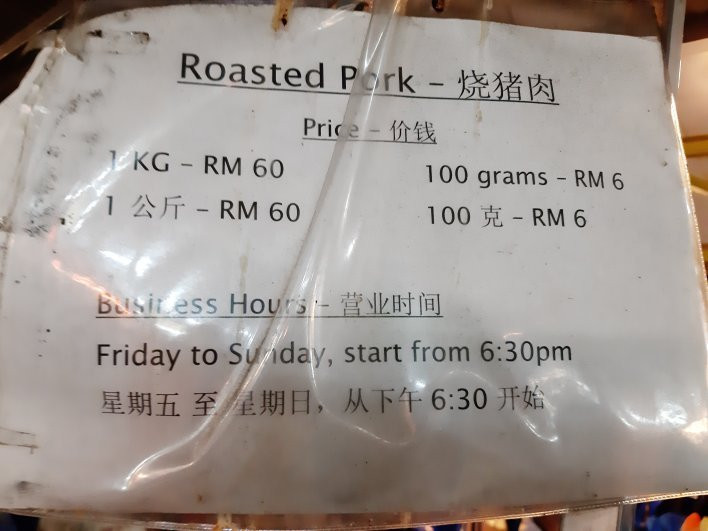 Roasted Pork – 烧猪肉
Price – 价钱
1 KG – RM 60
100 grams – RM 6
1 公斤 – RM 60
100 克 – RM 6
Business Hours – 营业时间
Friday to Sunday, start from 6:30pm
星期五 至 星期日，从下午 6:30 开始